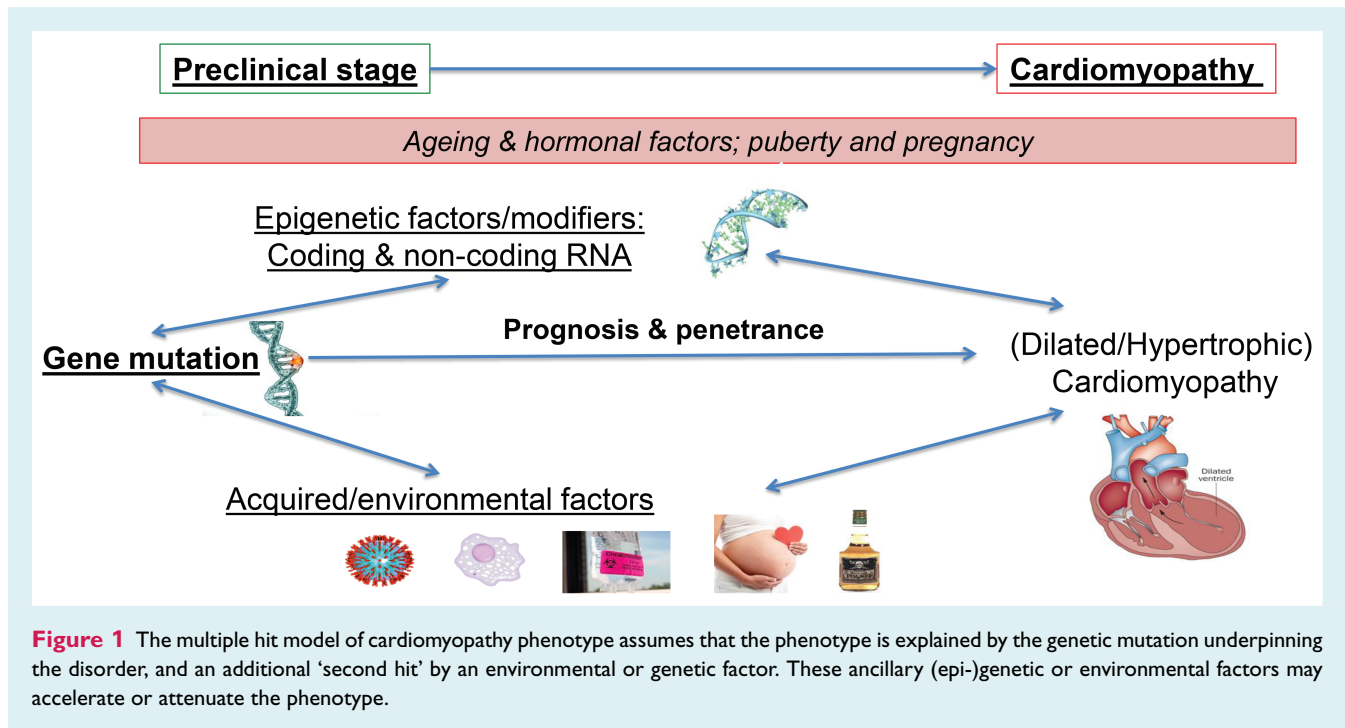 Preclinical stage
Cardiomyopathy
Ageing & hormonal factors; puberty and pregnancy
Epigenetic factors/modifiers:
Coding & non-coding RNA
Prognosis & penetrance
Gene mutation
(Dilated/Hypertrophic)
Cardiomyopathy
Acquired/environmental factors
Dilated
ventricle
Figure 1 The multiple hit model of cardiomyopathy phenotype assumes that the phenotype is explained by the genetic mutation underpinning
the disorder, and an additional ‘second hit’ by an environmental or genetic factor. These ancillary (epi-)genetic or environmental factors may
accelerate or attenuate the phenotype.